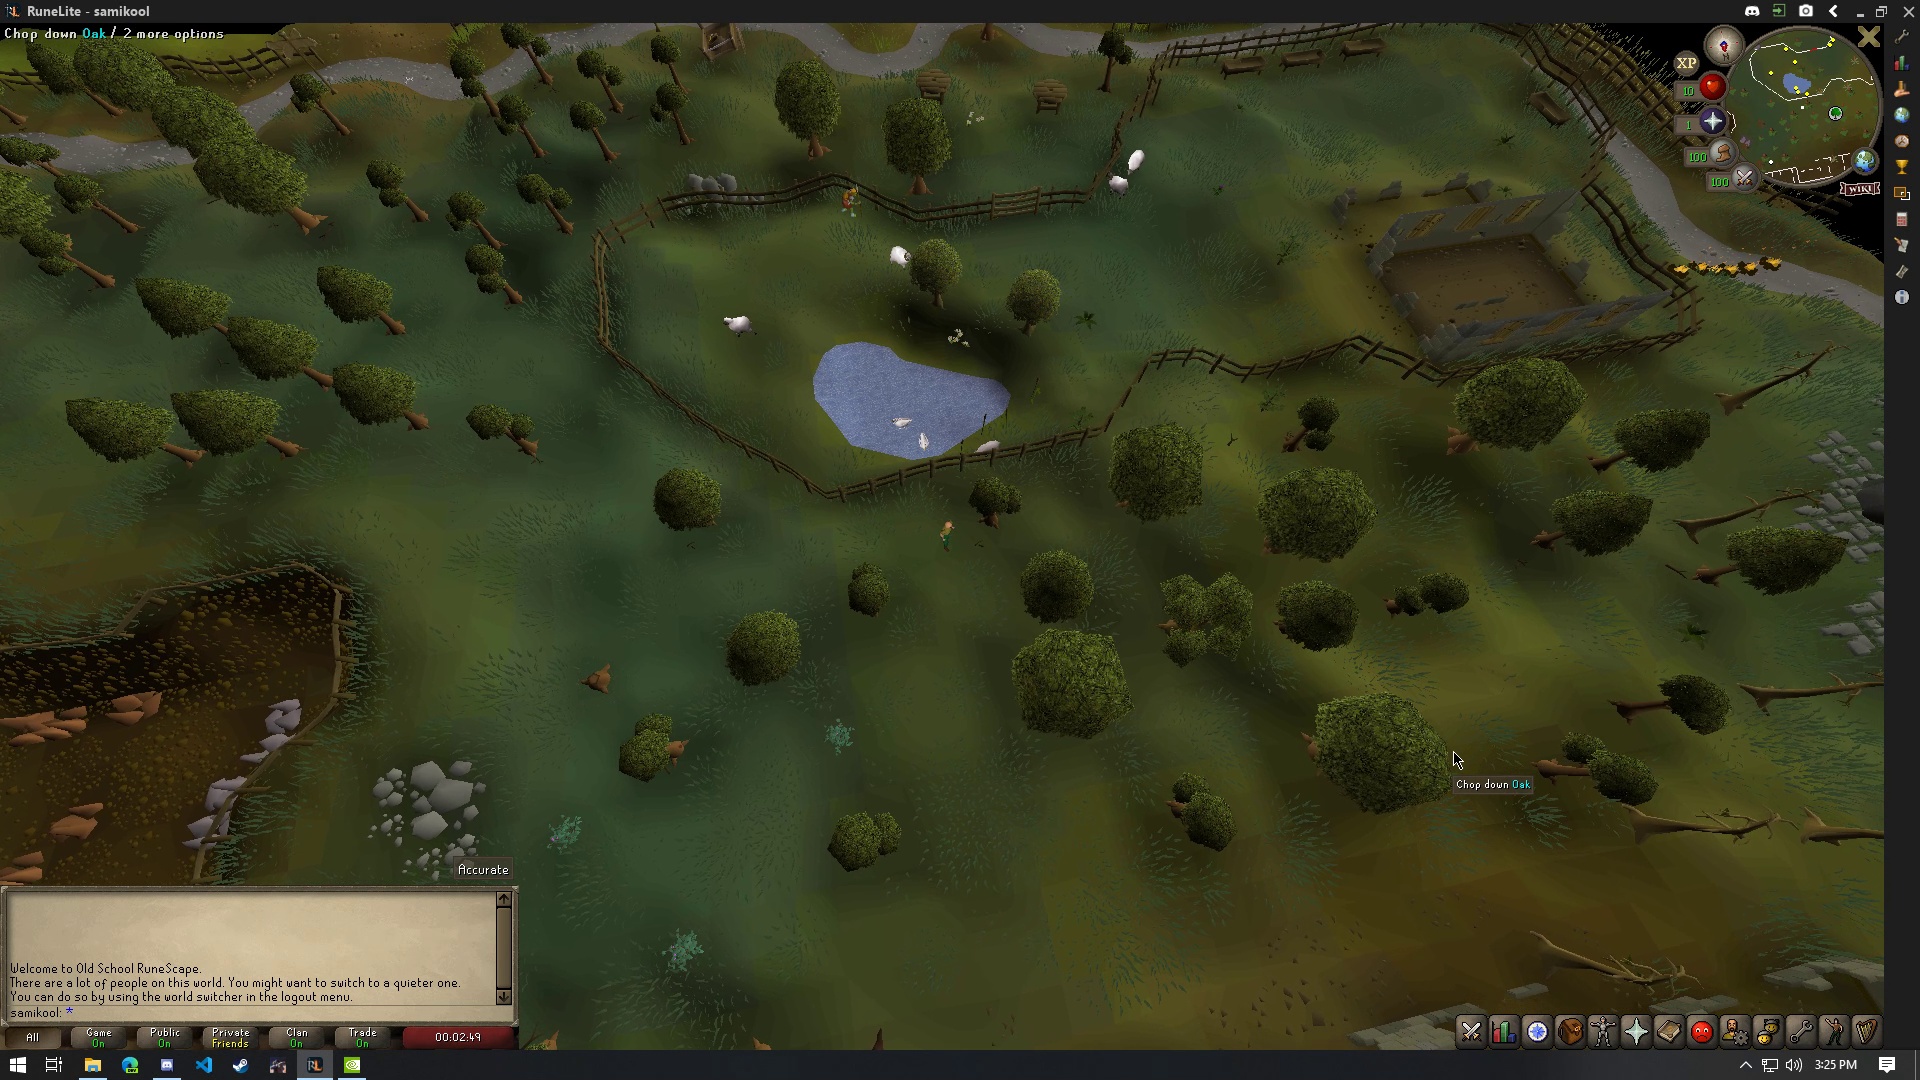 RuneLite - samikool
Chop down Oak / 2 more options
XP
10
1
100
100
WIKI
Chop down Oak
Accurate
Welcome to Old School RuneScape.
There are a lot of people on this world. You might want to switch to a quieter one.
You can do so by using the world switcher in the logout menu.
samikool: *
All
Game
On
Public
On
Private
Friends
Clan
On
Trade
On
00:02:49
3:25 PM